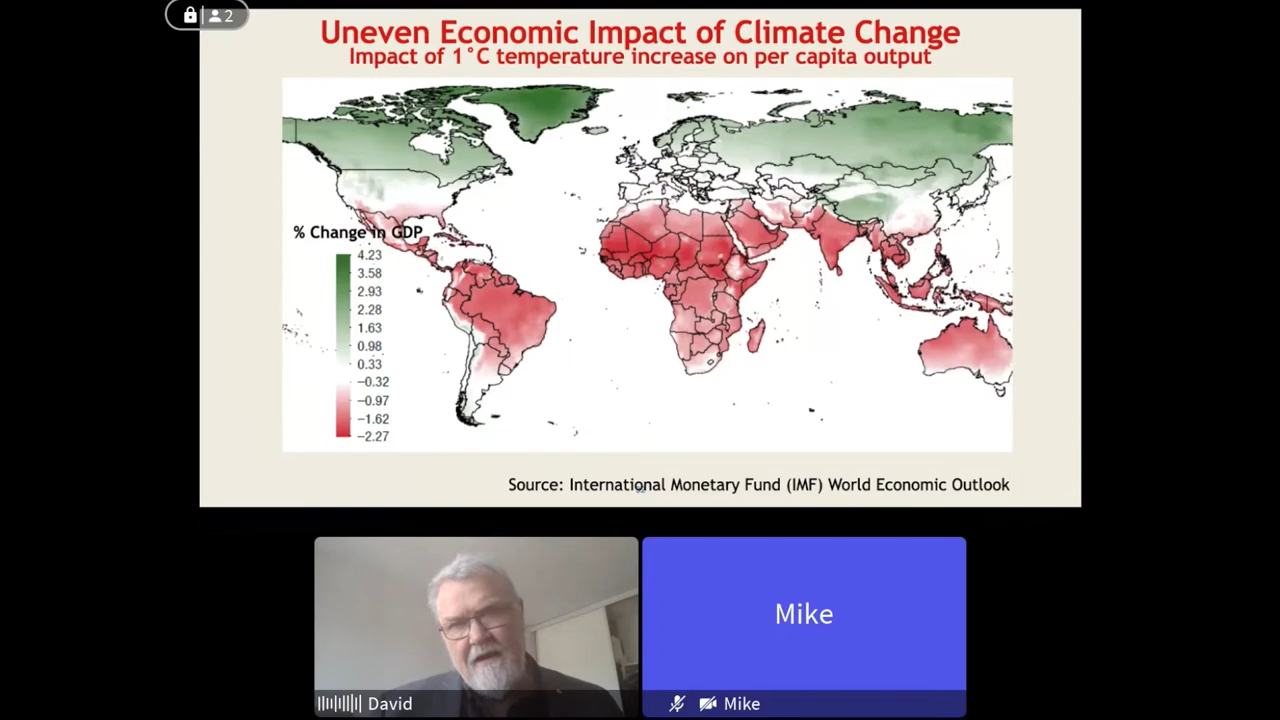 2
Uneven Economic Impact of Climate Change
Impact of 1°C temperature increase on per capita output
% Change in GDP
4.23
3.58
2.93
2.28
1.63
0.98
0.33
−0.32
−0.97
−1.62
−2.27
Source: International Monetary Fund (IMF) World Economic Outlook
Mike
David
Mike